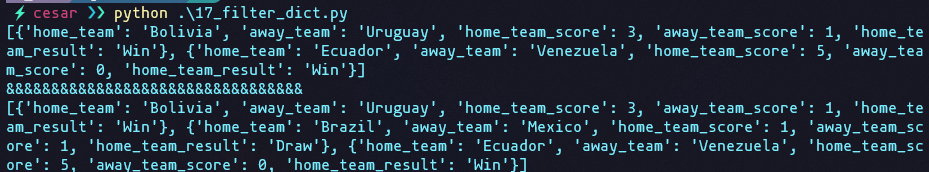 ⚡ cesar ❯❯ python .\17_filter_dict.py
[{'home_team': 'Bolivia', 'away_team': 'Uruguay', 'home_team_score': 3, 'away_team_score': 1, 'home_te
am_result': 'Win'}, {'home_team': 'Ecuador', 'away_team': 'Venezuela', 'home_team_score': 5, 'away_tea
m_score': 0, 'home_team_result': 'Win'}]
&&&&&&&&&&&&&&&&&&&&&&&&&&&&&&&&&
[{'home_team': 'Bolivia', 'away_team': 'Uruguay', 'home_team_score': 3, 'away_team_score': 1, 'home_te
am_result': 'Win'}, {'home_team': 'Brazil', 'away_team': 'Mexico', 'home_team_score': 1, 'away_team_sc
ore': 1, 'home_team_result': 'Draw'}, {'home_team': 'Ecuador', 'away_team': 'Venezuela', 'home_team_sc
ore': 5, 'away_team_score': 0, 'home_team_result': 'Win'}]